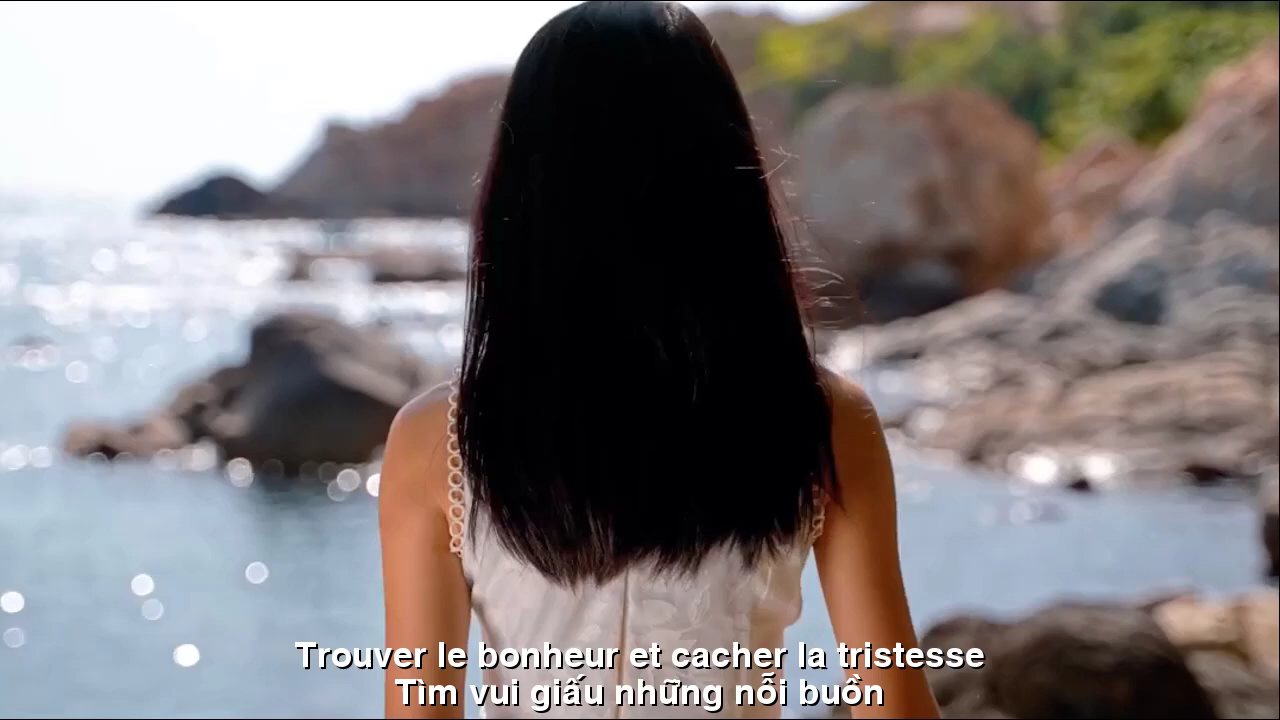 Trouver le bonheur et cacher la tristesse
Tìm vui giấu những nỗi buồn